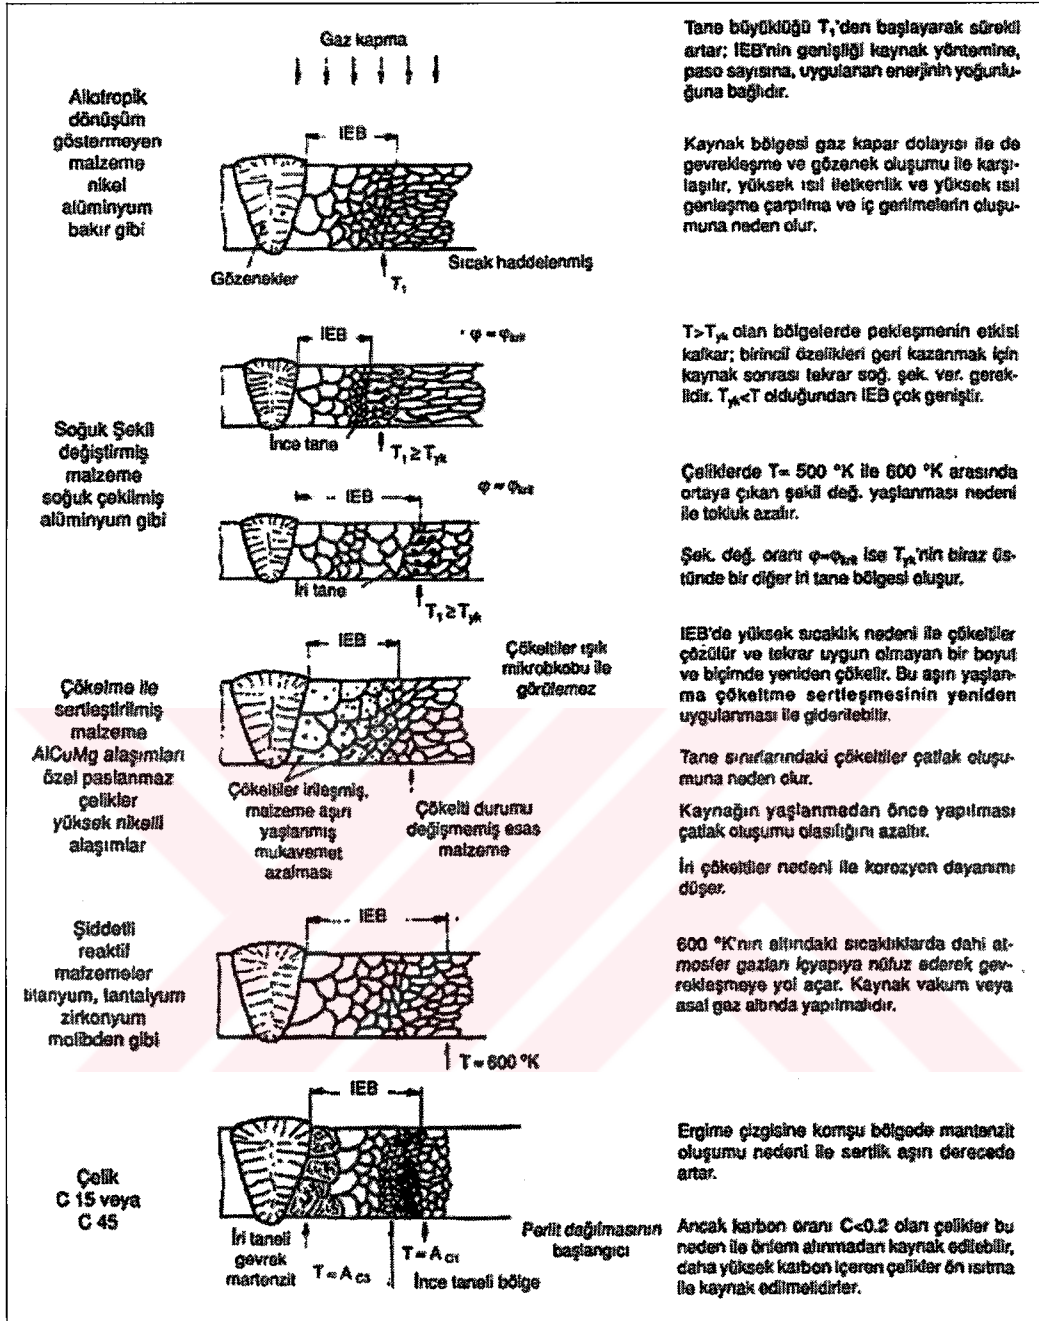 Gaz kapma
Allotropik
dönüşüm
göstermeyen
malzeme
nikel
alüminyum
bakır gibi
IEB
Gözenekler
T₁
Sıcak haddelenmiş
Tane büyüklüğü T₁'den başlayarak sürekli
artar; IEB'nin genişliği kaynak yöntemine,
paso sayısına, uygulanan enerjinin yoğunlu-
ğuna bağlıdır.
Kaynak bölgesi gaz kapar dolayısı ile de
gevrekleşme ve gözenek oluşumu ile karşı-
laşılır, yüksek ısıl iletkenlik ve yüksek ısıl
genleşme çarpılma ve iç gerilmelerin oluşu-
muna neden olur.
Soğuk Şekil
değiştirmiş
malzeme
soğuk çekilmiş
alüminyum gibi
IEB
φ = φkrit
İnce tane
T₁ ≥ Tyk
IEB
φ = φkrit
İri tane
T₁ ≥ Tyk
T>Tyk olan bölgelerde pekleşmenin etkisi
kalkar; birincil özelikleri geri kazanmak için
kaynak sonrası tekrar soğ. şek. ver. gerek-
lidir. Tyk<T olduğundan IEB çok geniştir.
Çeliklerde T= 500 °K ile 600 °K arasında
ortaya çıkan şekil değ. yaşlanması nedeni
ile tokluk azalır.
Şek. değ. oranı φ=φkrit ise Tyk'nin biraz üs-
tünde bir diğer iri tane bölgesi oluşur.
Çökelme ile
sertleştirilmiş
malzeme
AlCuMg alaşımları
özel paslanmaz
çelikler
yüksek nikelli
alaşımlar
IEB
Çökeltiler ışık
mikrobkobu ile
görülemez
Çökeltiler irileşmiş,
malzeme aşırı
yaşlanmış
mukavemet
azalması
Çökelti durumu
değişmemiş esas
malzeme
IEB'de yüksek sıcaklık nedeni ile çökeltiler
çözülür ve tekrar uygun olmayan bir boyut
ve biçimde yeniden çökelir. Bu aşırı yaşlan-
ma çökeltme sertleşmesinin yeniden
uygulanması ile giderilebilir.
Tane sınırlarındaki çökeltiler çatlak oluşu-
muna neden olur.
Kaynağın yaşlanmadan önce yapılması
çatlak oluşumu olasılığını azaltır.
İri çökeltiler nedeni ile korozyon dayanımı
düşer.
Şiddetli
reaktif
malzemeler
titanyum, tantalyum
zirkonyum
molibden gibi
IEB
T = 600 °K
600 °K'nın altındaki sıcaklıklarda dahi at-
mosfer gazları içyapıya nüfuz ederek gev-
rekleşmeye yol açar. Kaynak vakum veya
asal gaz altında yapılmalıdır.
Çelik
C 15 veya
C 45
IEB
İri taneli
gevrek
martenzit
T = AC3
T = AC1
İnce taneli bölge
Perlit dağılmasının
başlangıcı
Ergime çizgisine komşu bölgede mantenzit
oluşumu nedeni ile sertlik aşırı derecede
artar.
Ancak karbon oranı C<0.2 olan çelikler bu
neden ile önlem alınmadan kaynak edilebilir,
daha yüksek karbon içeren çelikler ön ısıtma
ile kaynak edilmelidirler.